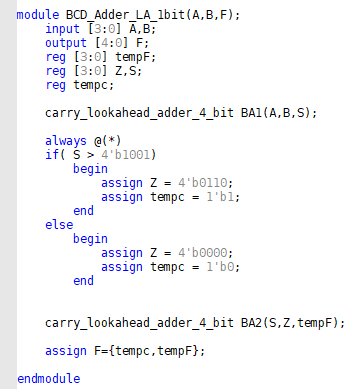 module BCD_Adder_LA_1bit(A,B,F);
    input [3:0] A,B;
    output [4:0] F;
    reg [3:0] tempF;
    reg [3:0] Z,S;
    reg tempc;
    carry_lookahead_adder_4_bit BA1(A,B,S);
    always @(*)
    if( S > 4'b1001)
        begin
            assign Z = 4'b0110;
            assign tempc = 1'b1;
        end
    else
        begin
            assign Z = 4'b0000;
            assign tempc = 1'b0;
        end
    carry_lookahead_adder_4_bit BA2(S,Z,tempF);
    assign F={tempc,tempF};
endmodule